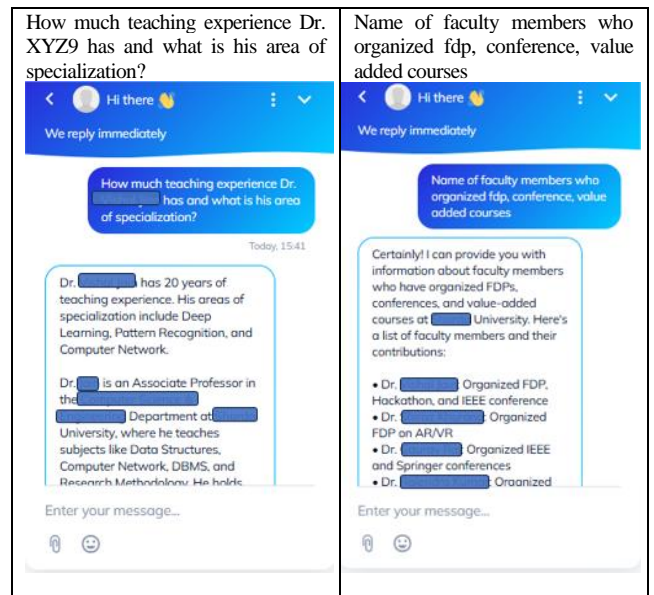 How much teaching experience Dr.
XYZ9 has and what is his area of
specialization?
Hi there 👋
We reply immediately
How much teaching experience Dr.
has and what is his area
of specialization?
Today, 15:41
Dr. has 20 years of
teaching experience. His areas of
specialization include Deep
Learning, Pattern Recognition, and
Computer Network.
Dr. is an Associate Professor in
the
Department at
University, where he teaches
subjects like Data Structures,
Computer Network, DBMS, and
Research Methodology. He holds
Enter your message...
Name of faculty members who
organized fdp, conference, value
added courses
Hi there 👋
We reply immediately
Name of faculty members who
organized fdp, conference, value
added courses
Certainly! I can provide you with
information about faculty members
who have organized FDPs,
conferences, and value-added
courses at University. Here's
a list of faculty members and their
contributions:
• Dr. Organized FDP,
Hackathon, and IEEE conference
• Dr. Organized
FDP on AR/VR
• Dr. Organized IEEE
and Springer conferences
• Dr. Organized
Enter your message...